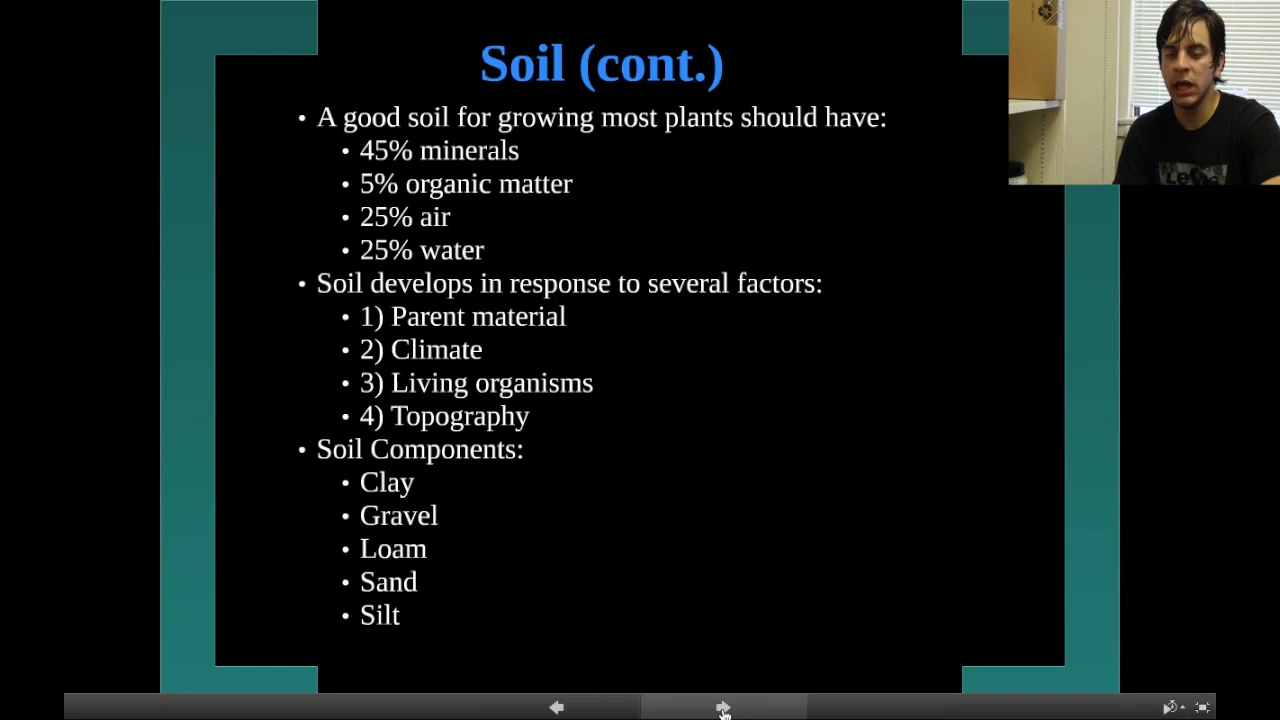 Soil (cont.)
• A good soil for growing most plants should have:
• 45% minerals
• 5% organic matter
• 25% air
• 25% water
• Soil develops in response to several factors:
• 1) Parent material
• 2) Climate
• 3) Living organisms
• 4) Topography
• Soil Components:
• Clay
• Gravel
• Loam
• Sand
• Silt